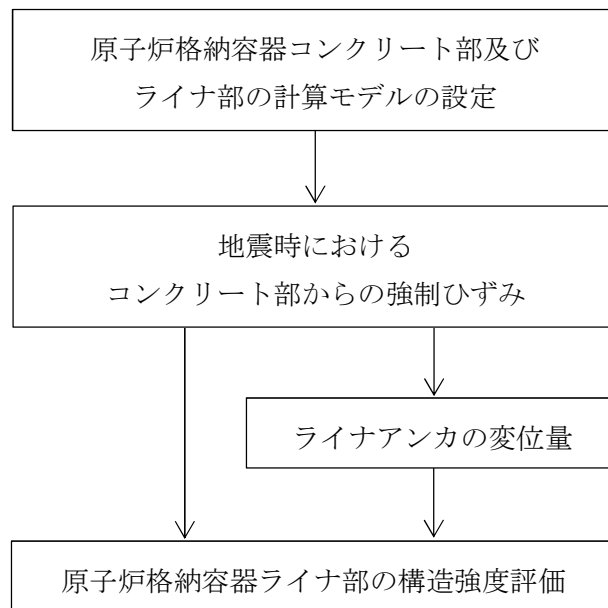 原子炉格納容器コンクリート部及び
ライナ部の計算モデルの設定
地震時における
コンクリート部からの強制ひずみ
ライナアンカの変位量
原子炉格納容器ライナ部の構造強度評価